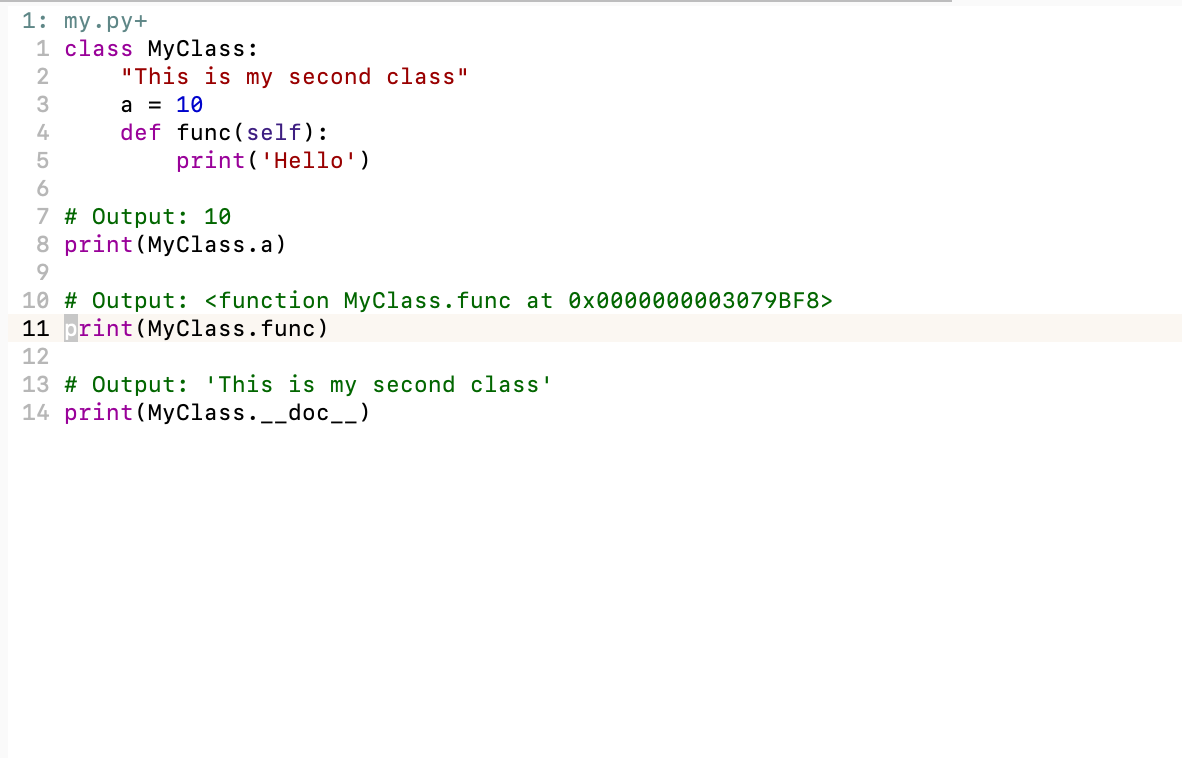 1: my.py+
1 class MyClass:
2     "This is my second class"
3     a = 10
4     def func(self):
5         print('Hello')
6
7 # Output: 10
8 print(MyClass.a)
9
10 # Output: <function MyClass.func at 0x0000000003079BF8>
11 print(MyClass.func)
12
13 # Output: 'This is my second class'
14 print(MyClass.__doc__)